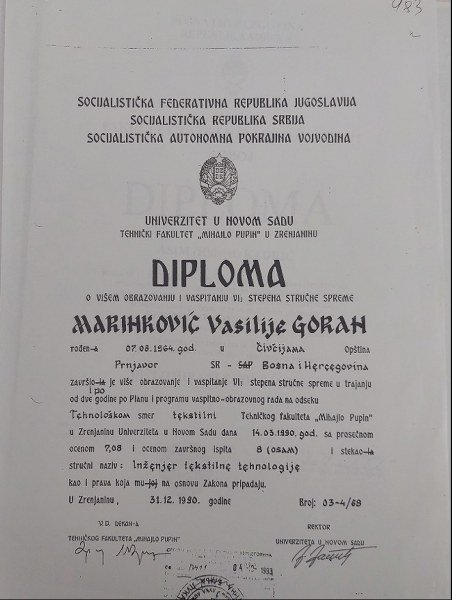 983
SOCIJALISTIČKA FEDERATIVNA REPUBLIKA JUGOSLAVIJA
SOCIJALISTIČKA REPUBLIKA SRBIJA
SOCIJALISTIČKA AUTONOMNA POKRAJINA VOJVODINA
UNIVERZITET U NOVOM SADU
TEHNIČKI FAKULTET „MIHAJLO PUPIN" U ZRENJANINU
DIPLOMA
O VIŠEM OBRAZOVANJU I VASPITANJU VI1 STEPENA STRUČNE SPREME
MARINKOVIĆ Vasilije GORAN
rođen-a 07.08.1964. god. u Čivčijama Opština
Prnjavor SR - SAP Bosna i Hercegovina
završio-la je više obrazovanje i vaspitanje VI1 stepena stručne spreme u trajanju
i po
od dve godine po Planu i programu vaspitno-obrazovnog rada na odseku
Tehnološkom smer tekstilni Tehničkog fakulteta „Mihajlo Pupin"
u Zrenjaninu Univerziteta u Novom Sadu dana 14.03.1990. god. sa prosečnom
ocenom 7,08 i ocenom završnog ispita 8 (osam) i stekao-la
stručni naziv: Inženjer tekstilne tehnologije
kao i prava koja mu-joj na osnovu Zakona pripadaju.
U Zrenjaninu, 31.12.1990. godine Broj: 03-4/68
V.D. DEKAN-A REKTOR
TEHNIČKOG FAKULTETA „MIHAJLO PUPIN" UNIVERZITETA U NOVOM SADU